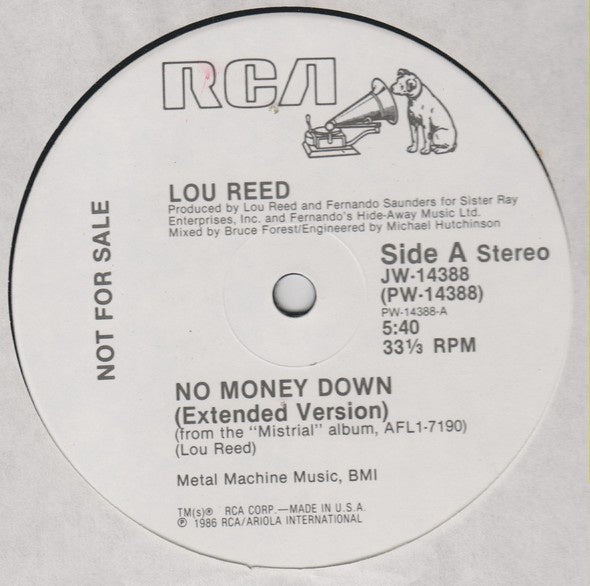 RCA
LOU REED
Produced by Lou Reed and Fernando Saunders for Sister Ray
Enterprises, Inc. and Fernando's Hide-Away Music Ltd.
Mixed by Bruce Forest/Engineered by Michael Hutchinson
NOT FOR SALE
Side A Stereo
JW-14388
(PW-14388)
PW-14388-A
5:40
33⅓ RPM
NO MONEY DOWN
(Extended Version)
(from the "Mistrial" album, AFL1-7190)
(Lou Reed)
Metal Machine Music, BMI
TM(s)® RCA CORP.—MADE IN U.S.A.
℗ 1986 RCA/ARIOLA INTERNATIONAL